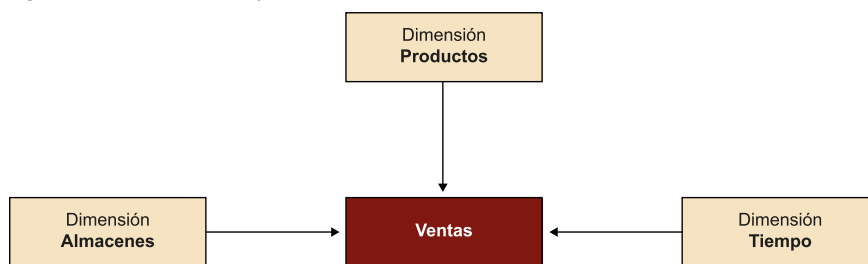 Dimensión
Productos
Dimensión
Almacenes
Ventas
Dimensión
Tiempo